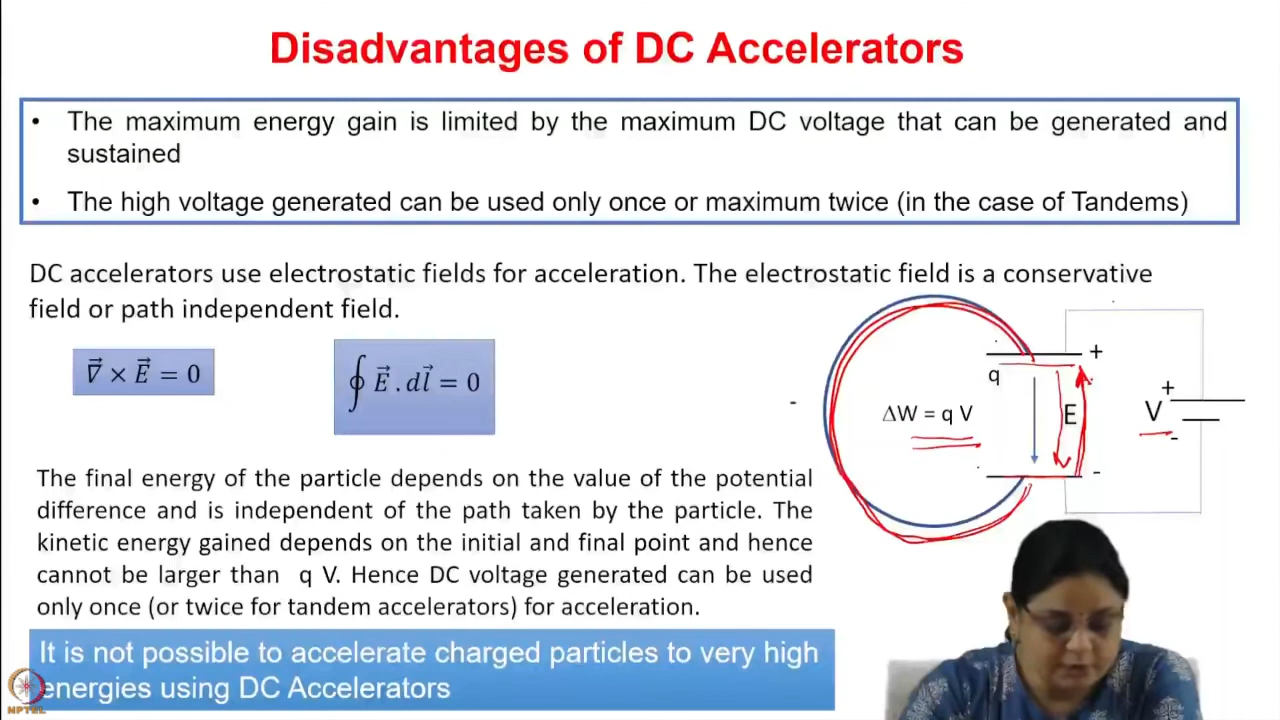 Disadvantages of DC Accelerators
• The maximum energy gain is limited by the maximum DC voltage that can be generated and
sustained
• The high voltage generated can be used only once or maximum twice (in the case of Tandems)
DC accelerators use electrostatic fields for acceleration. The electrostatic field is a conservative
field or path independent field.
∇⃗ × E⃗ = 0
∮ E⃗ . dl⃗ = 0
+
q
ΔW = q V
E
-
+
V
-
-
The final energy of the particle depends on the value of the potential
difference and is independent of the path taken by the particle. The
kinetic energy gained depends on the initial and final point and hence
cannot be larger than q V. Hence DC voltage generated can be used
only once (or twice for tandem accelerators) for acceleration.
It is not possible to accelerate charged particles to very high
energies using DC Accelerators
NPTEL